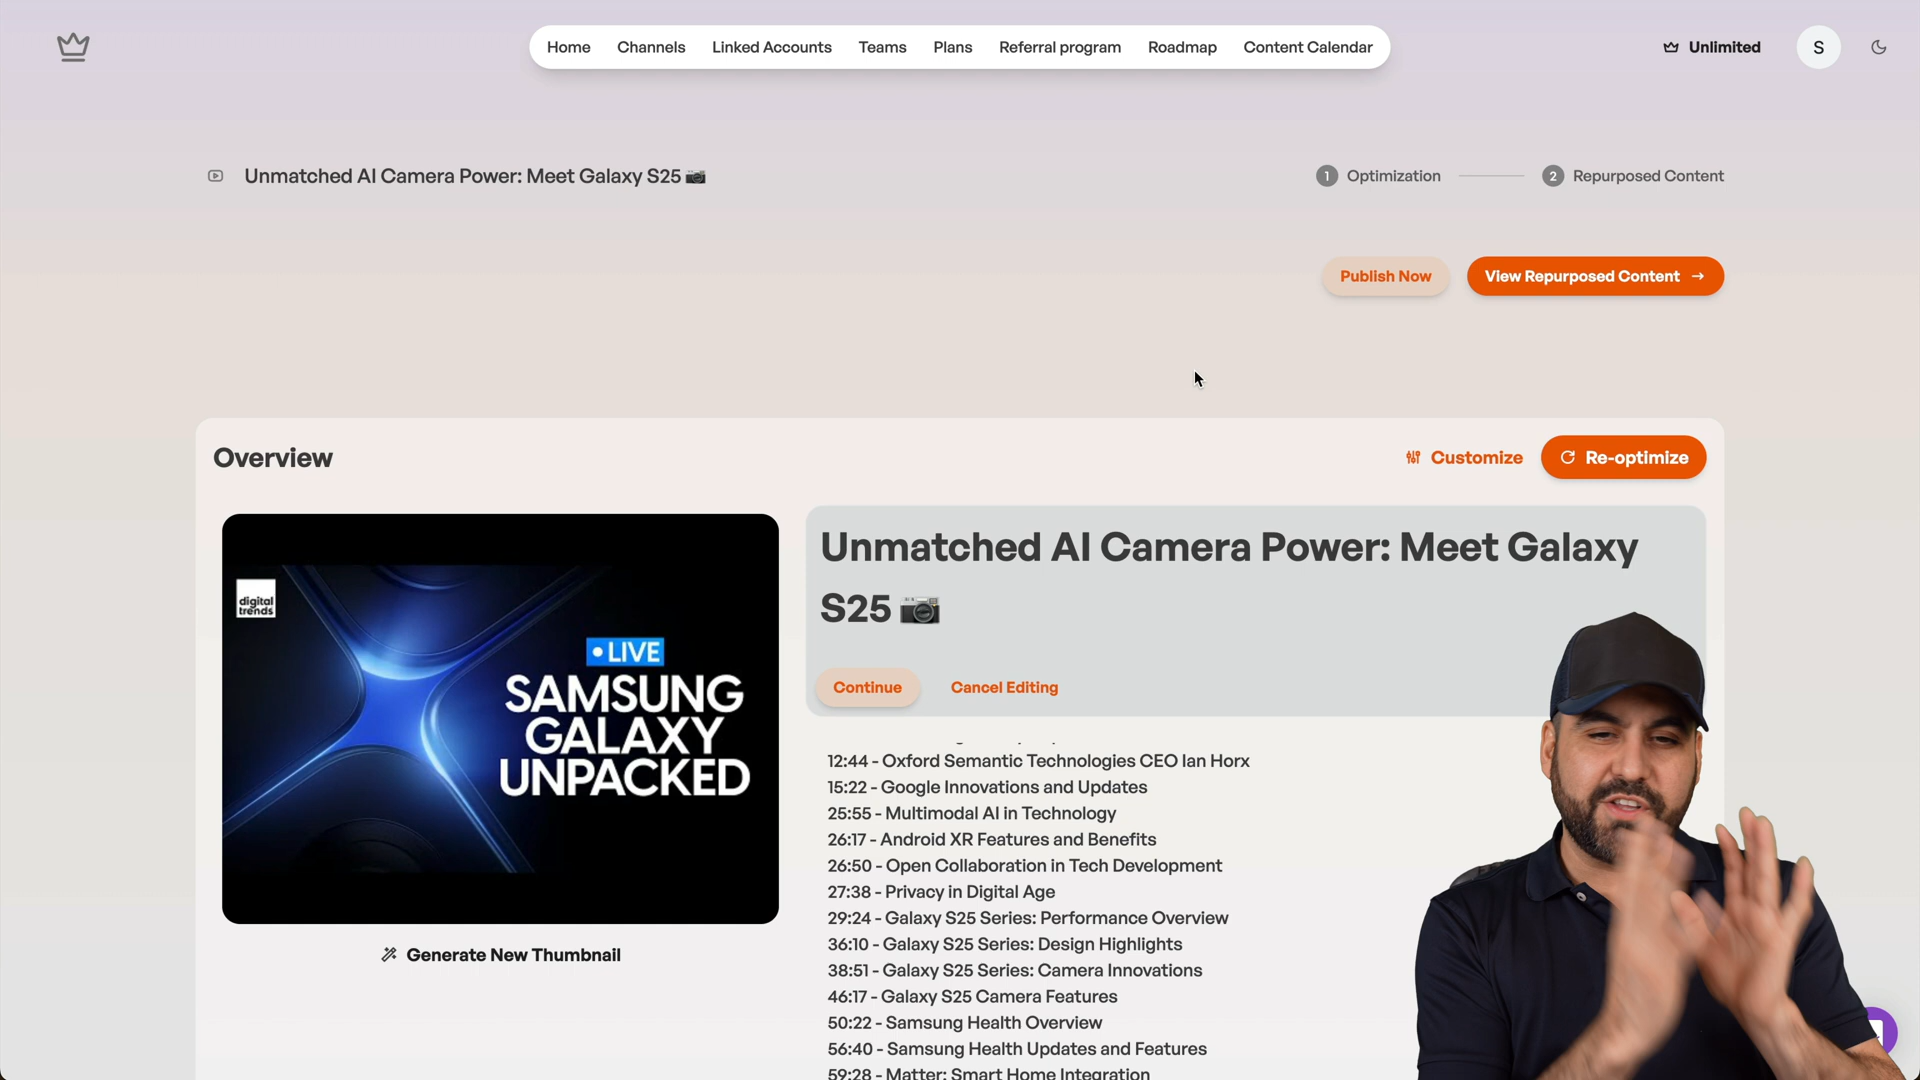 Home Channels Linked Accounts Teams Plans Referral program Roadmap Content Calendar
Unlimited
S
Unmatched AI Camera Power: Meet Galaxy S25 📷
1 Optimization
2 Repurposed Content
Publish Now
View Repurposed Content →
Overview
Customize
Re-optimize
digital
trends
• LIVE
SAMSUNG
GALAXY
UNPACKED
Generate New Thumbnail
Unmatched AI Camera Power: Meet Galaxy
S25 📷
Continue
Cancel Editing
12:44 - Oxford Semantic Technologies CEO Ian Horx
15:22 - Google Innovations and Updates
25:55 - Multimodal AI in Technology
26:17 - Android XR Features and Benefits
26:50 - Open Collaboration in Tech Development
27:38 - Privacy in Digital Age
29:24 - Galaxy S25 Series: Performance Overview
36:10 - Galaxy S25 Series: Design Highlights
38:51 - Galaxy S25 Series: Camera Innovations
46:17 - Galaxy S25 Camera Features
50:22 - Samsung Health Overview
56:40 - Samsung Health Updates and Features
59:28 - Matter: Smart Home Integration